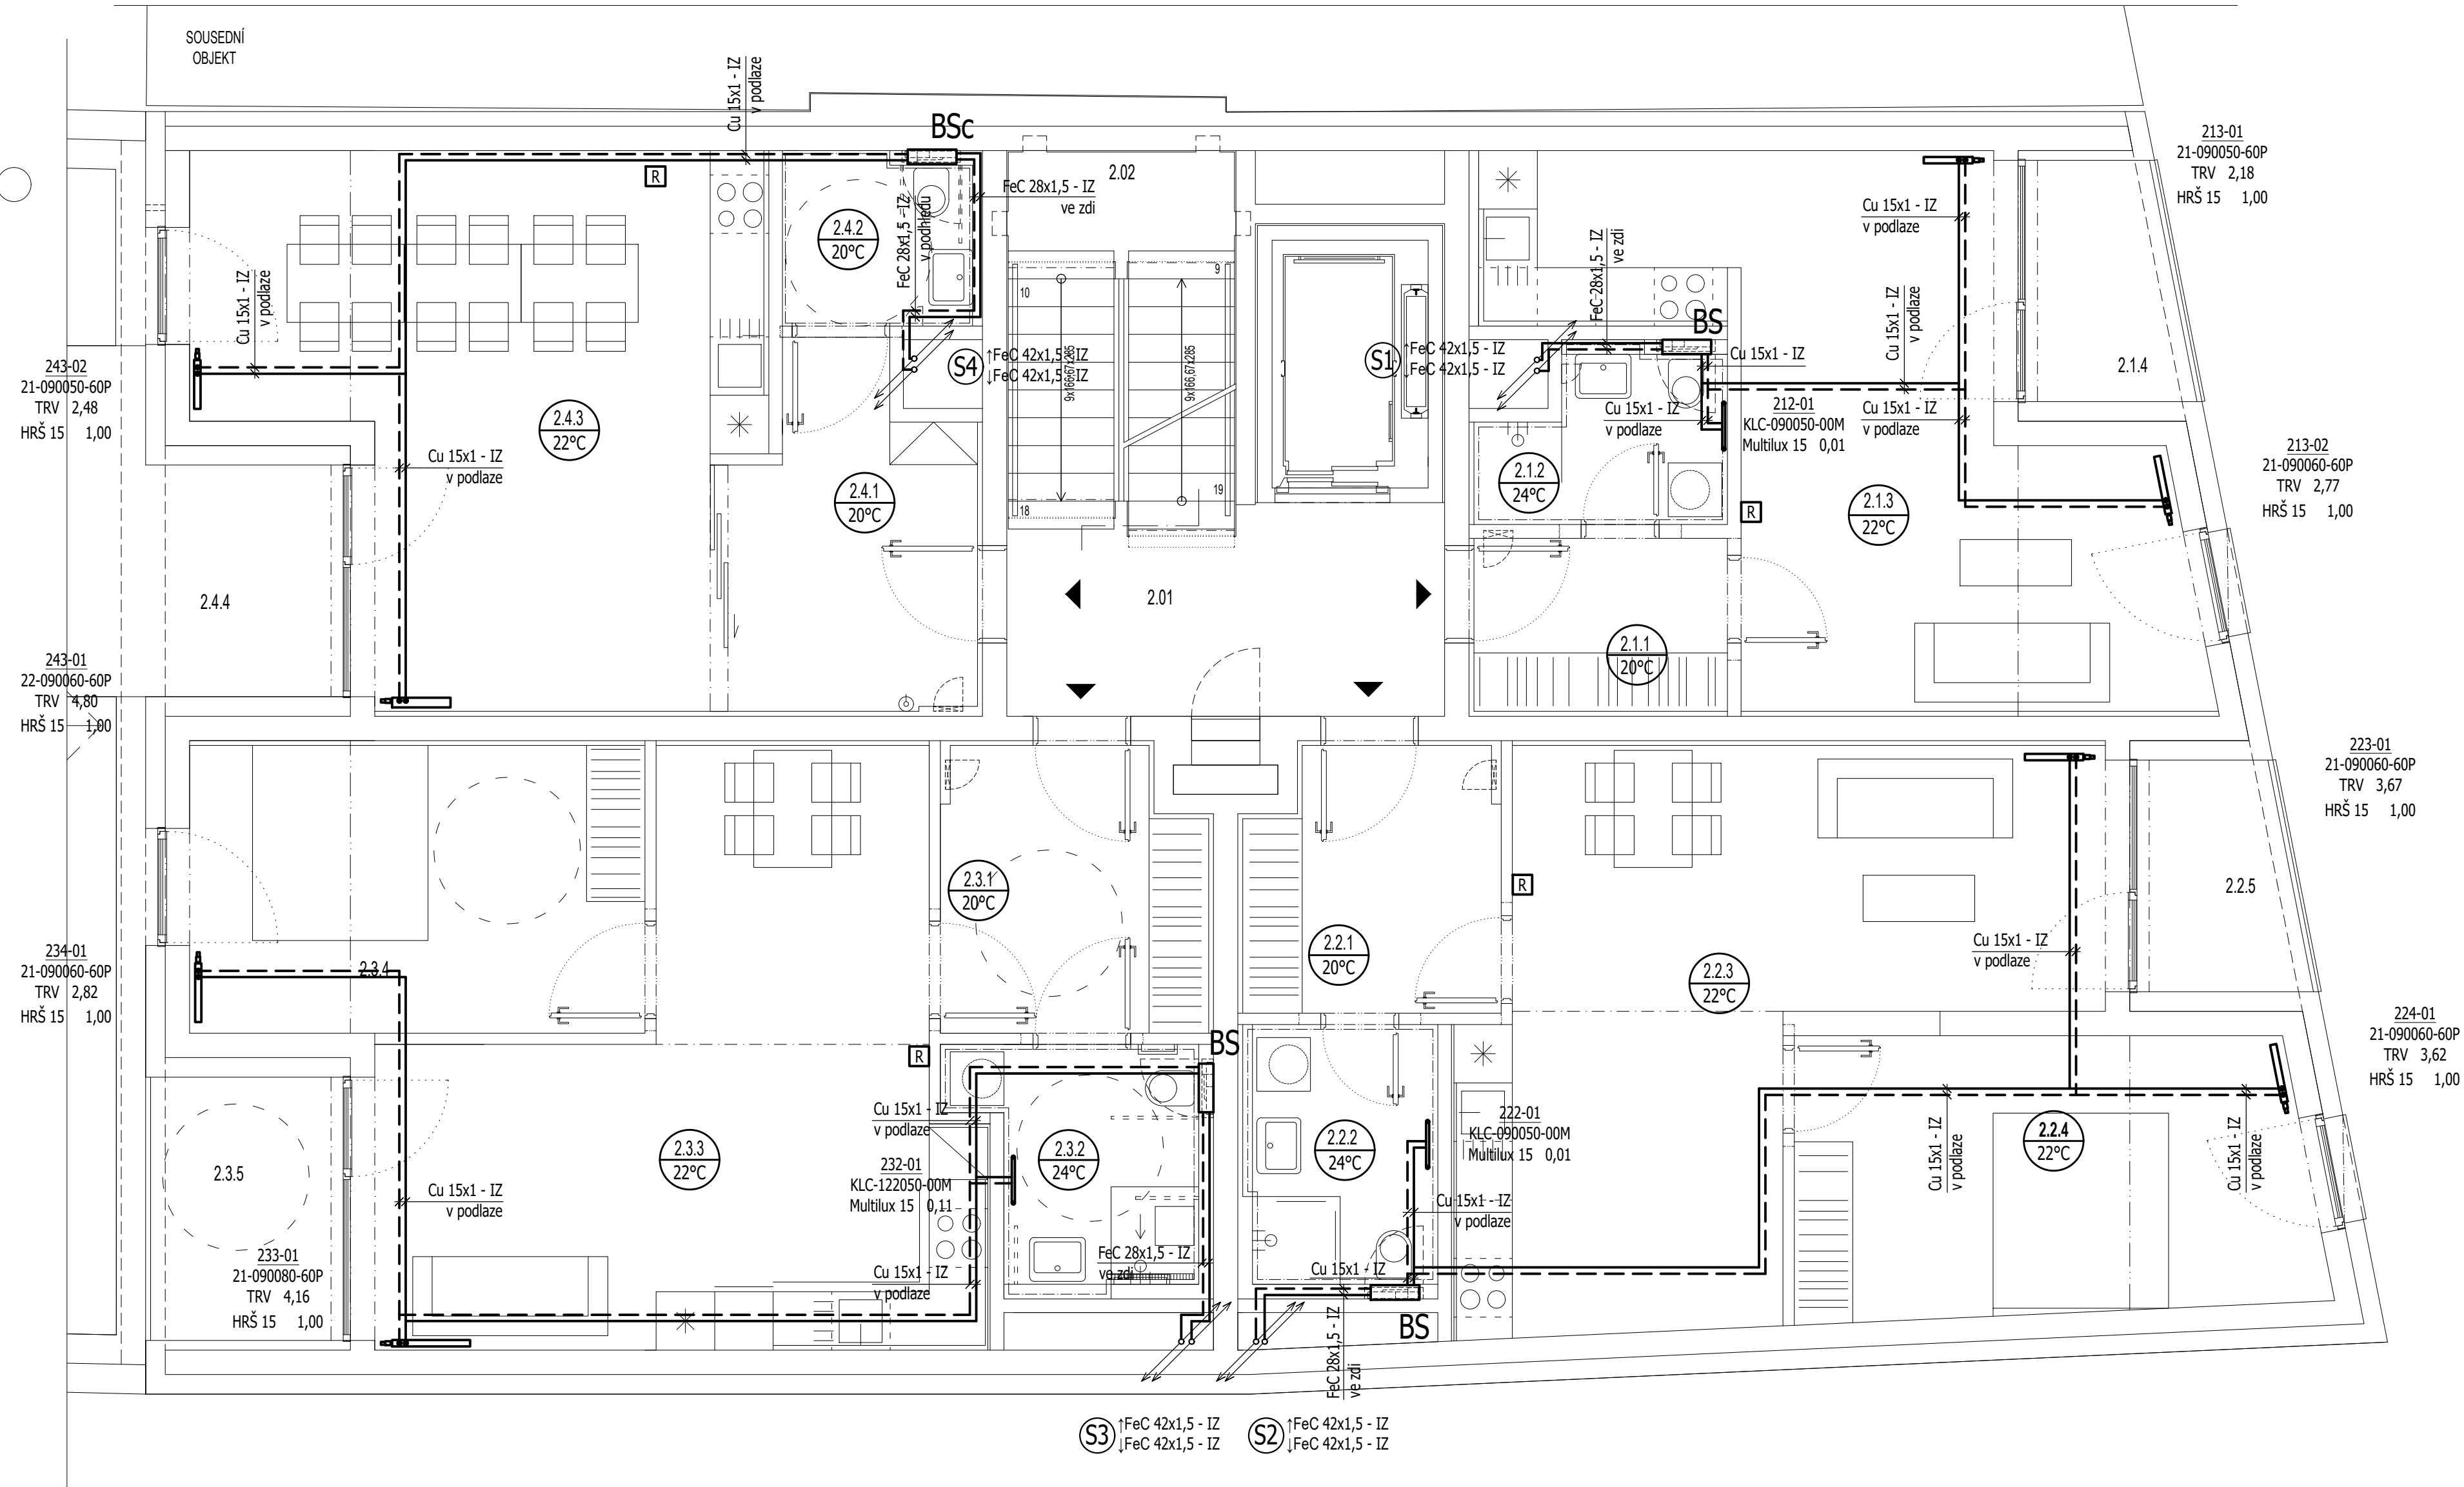 SOUSEDNÍ
OBJEKT
Cu 15x1 - IZ
v podlaze
BSc
2.02
FeC 28x1,5 - IZ
ve zdi
FeC 28x1,5 - IZ
v podhledu
2.4.2
20°C
R
Cu 15x1 - IZ
v podlaze
243-02
21-090050-60P
TRV 2,48
HRŠ 15 1,00
2.4.3
22°C
Cu 15x1 - IZ
v podlaze
S4
↑FeC 42x1,5 - IZ
↓FeC 42x1,5 - IZ
2.4.1
20°C
10
9
9x166,67x285
9x166,67x285
18
19
2.4.4
2.01
243-01
22-090060-60P
TRV 4,80
HRŠ 15 1,00
S1
↑FeC 42x1,5 - IZ
↓FeC 42x1,5 - IZ
FeC 28x1,5 - IZ
ve zdi
BS
Cu 15x1 - IZ
Cu 15x1 - IZ
v podlaze
212-01
KLC-090050-00M
Multilux 15 0,01
2.1.2
24°C
R
2.1.3
22°C
2.1.1
20°C
Cu 15x1 - IZ
v podlaze
Cu 15x1 - IZ
v podlaze
Cu 15x1 - IZ
v podlaze
2.1.4
213-01
21-090050-60P
TRV 2,18
HRŠ 15 1,00
213-02
21-090060-60P
TRV 2,77
HRŠ 15 1,00
223-01
21-090060-60P
TRV 3,67
HRŠ 15 1,00
2.3.1
20°C
234-01
21-090060-60P
TRV 2,82
HRŠ 15 1,00
2.3.4
R
BS
Cu 15x1 - IZ
v podlaze
2.3.3
22°C
232-01
KLC-122050-00M
Multilux 15 0,11
2.3.2
24°C
2.3.5
Cu 15x1 - IZ
v podlaze
233-01
21-090080-60P
TRV 4,16
HRŠ 15 1,00
Cu 15x1 - IZ
v podlaze
FeC 28x1,5 - IZ
ve zdi
R
2.2.1
20°C
2.2.3
22°C
Cu 15x1 - IZ
v podlaze
2.2.5
224-01
21-090060-60P
TRV 3,62
HRŠ 15 1,00
2.2.2
24°C
222-01
KLC-090050-00M
Multilux 15 0,01
Cu 15x1 - IZ
v podlaze
Cu 15x1 - IZ
BS
FeC 28x1,5 - IZ
ve zdi
Cu 15x1 - IZ
v podlaze
2.2.4
22°C
Cu 15x1 - IZ
v podlaze
S3
↑FeC 42x1,5 - IZ
↓FeC 42x1,5 - IZ
S2
↑FeC 42x1,5 - IZ
↓FeC 42x1,5 - IZ